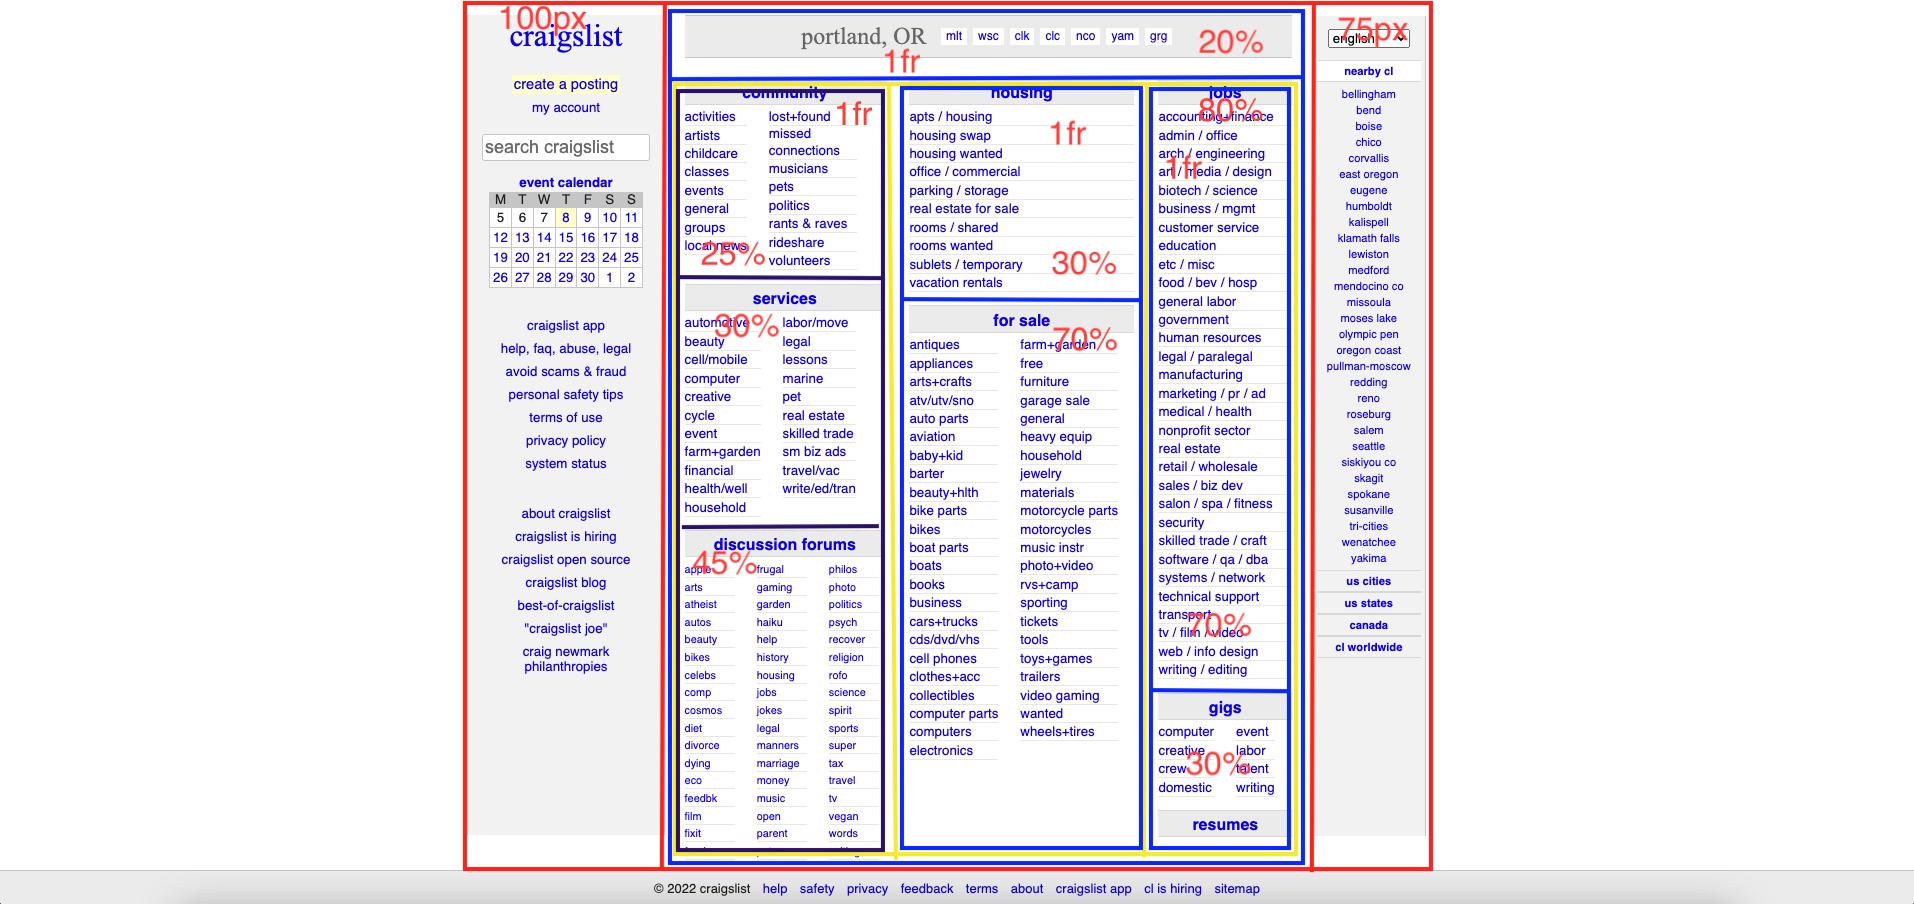 100px
craigslist
create a posting
my account
search craigslist
event calendar
M T W T F S S
5 6 7 8 9 10 11
12 13 14 15 16 17 18
19 20 21 22 23 24 25
26 27 28 29 30 1 2
craigslist app
help, faq, abuse, legal
avoid scams & fraud
personal safety tips
terms of use
privacy policy
system status
about craigslist
craigslist is hiring
craigslist open source
craigslist blog
best-of-craigslist
"craigslist joe"
craig newmark
philanthropies
portland, OR mlt wsc clk clc nco yam grg 20%
1fr
community
1fr
activities
artists
childcare
classes
events
general
groups
local news
25%
lost+found
missed
connections
musicians
pets
politics
rants & raves
rideshare
volunteers
services
30%
automotive
beauty
cell/mobile
computer
creative
cycle
event
farm+garden
financial
health/well
household
labor/move
legal
lessons
marine
pet
real estate
skilled trade
sm biz ads
travel/vac
write/ed/tran
discussion forums
45%
apple
arts
atheist
autos
beauty
bikes
celebs
comp
cosmos
diet
divorce
dying
eco
feedbk
film
fixit
frugal
gaming
garden
haiku
help
history
housing
jobs
jokes
legal
manners
marriage
money
music
open
parent
philos
photo
politics
psych
recover
religion
rofo
science
spirit
sports
super
tax
travel
tv
vegan
words
housing
1fr
apts / housing
housing swap
housing wanted
office / commercial
parking / storage
real estate for sale
rooms / shared
rooms wanted
sublets / temporary
vacation rentals
30%
for sale
70%
antiques
appliances
arts+crafts
atv/utv/sno
auto parts
aviation
baby+kid
barter
beauty+hlth
bike parts
bikes
boat parts
boats
books
business
cars+trucks
cds/dvd/vhs
cell phones
clothes+acc
collectibles
computer parts
computers
electronics
farm+garden
free
furniture
garage sale
general
heavy equip
household
jewelry
materials
motorcycle parts
motorcycles
music instr
photo+video
rvs+camp
sporting
tickets
tools
toys+games
trailers
video gaming
wanted
wheels+tires
jobs
80%
accounting+finance
admin / office
arch / engineering
1fr
art / media / design
biotech / science
business / mgmt
customer service
education
etc / misc
food / bev / hosp
general labor
government
human resources
legal / paralegal
manufacturing
marketing / pr / ad
medical / health
nonprofit sector
real estate
retail / wholesale
sales / biz dev
salon / spa / fitness
security
skilled trade / craft
software / qa / dba
systems / network
technical support
transport
70%
tv / film / video
web / info design
writing / editing
gigs
computer
creative
crew
domestic
30%
event
labor
talent
writing
resumes
75px
english
nearby cl
bellingham
bend
boise
chico
corvallis
east oregon
eugene
humboldt
kalispell
klamath falls
lewiston
medford
mendocino co
missoula
moses lake
olympic pen
oregon coast
pullman-moscow
redding
reno
roseburg
salem
seattle
siskiyou co
skagit
spokane
susanville
tri-cities
wenatchee
yakima
us cities
us states
canada
cl worldwide
© 2022 craigslist help safety privacy feedback terms about craigslist app cl is hiring sitemap